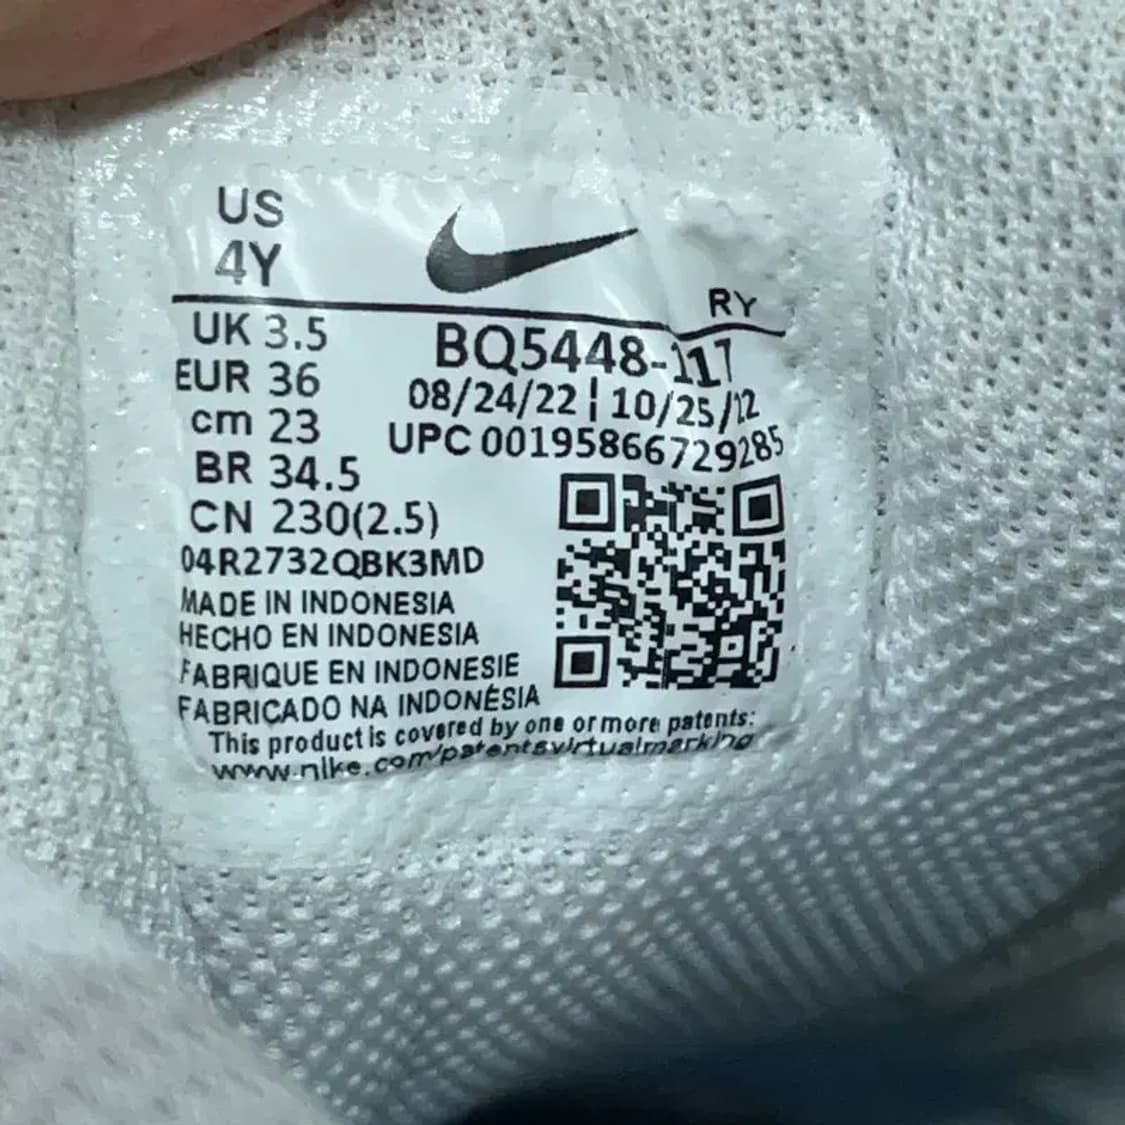 US
4Y
RY
UK 3.5
EUR 36
cm 23
BR 34.5
CN 230(2.5)
BQ5448-117
08/24/22 | 10/25/22
UPC 00195866729285
04R2732QBK3MD
MADE IN INDONESIA
HECHO EN INDONESIA
FABRIQUE EN INDONESIE
FABRICADO NA INDONÉSIA
This product is covered by one or more patents:
www.nike.com/patentsvirtualmarking